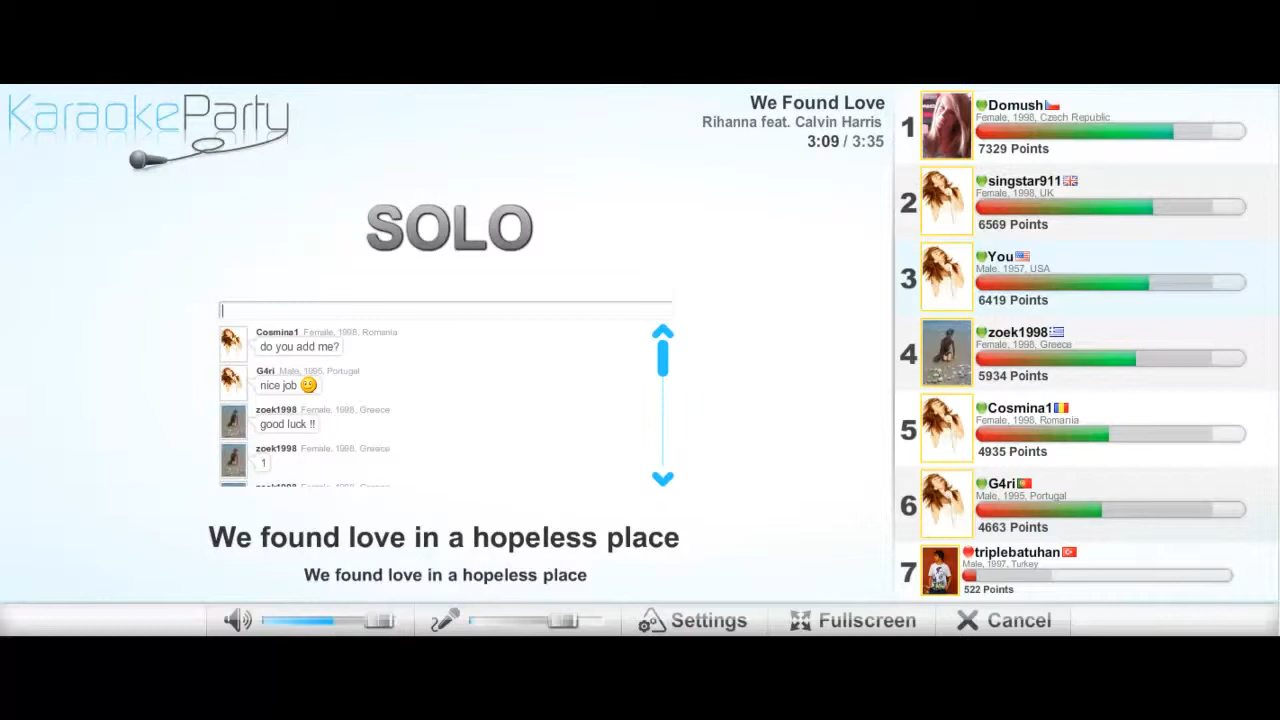 KaraokeParty
We Found Love
Rihanna feat. Calvin Harris
3:09 / 3:35
SOLO
Cosmina1 Female, 1998, Romania
do you add me?
G4ri Male, 1995, Portugal
nice job
zoek1998 Female, 1998, Greece
good luck !!
zoek1998 Female, 1998, Greece
1
zoek1998 Female, 1998, Greece
We found love in a hopeless place
We found love in a hopeless place
1
Domush
Female, 1998, Czech Republic
7329 Points
2
singstar911
Female, 1998, UK
6569 Points
3
You
Male, 1957, USA
6419 Points
4
zoek1998
Female, 1998, Greece
5934 Points
5
Cosmina1
Female, 1998, Romania
4935 Points
6
G4ri
Male, 1995, Portugal
4663 Points
7
triplebatuhan
Male, 1997, Turkey
522 Points
Settings
Fullscreen
Cancel